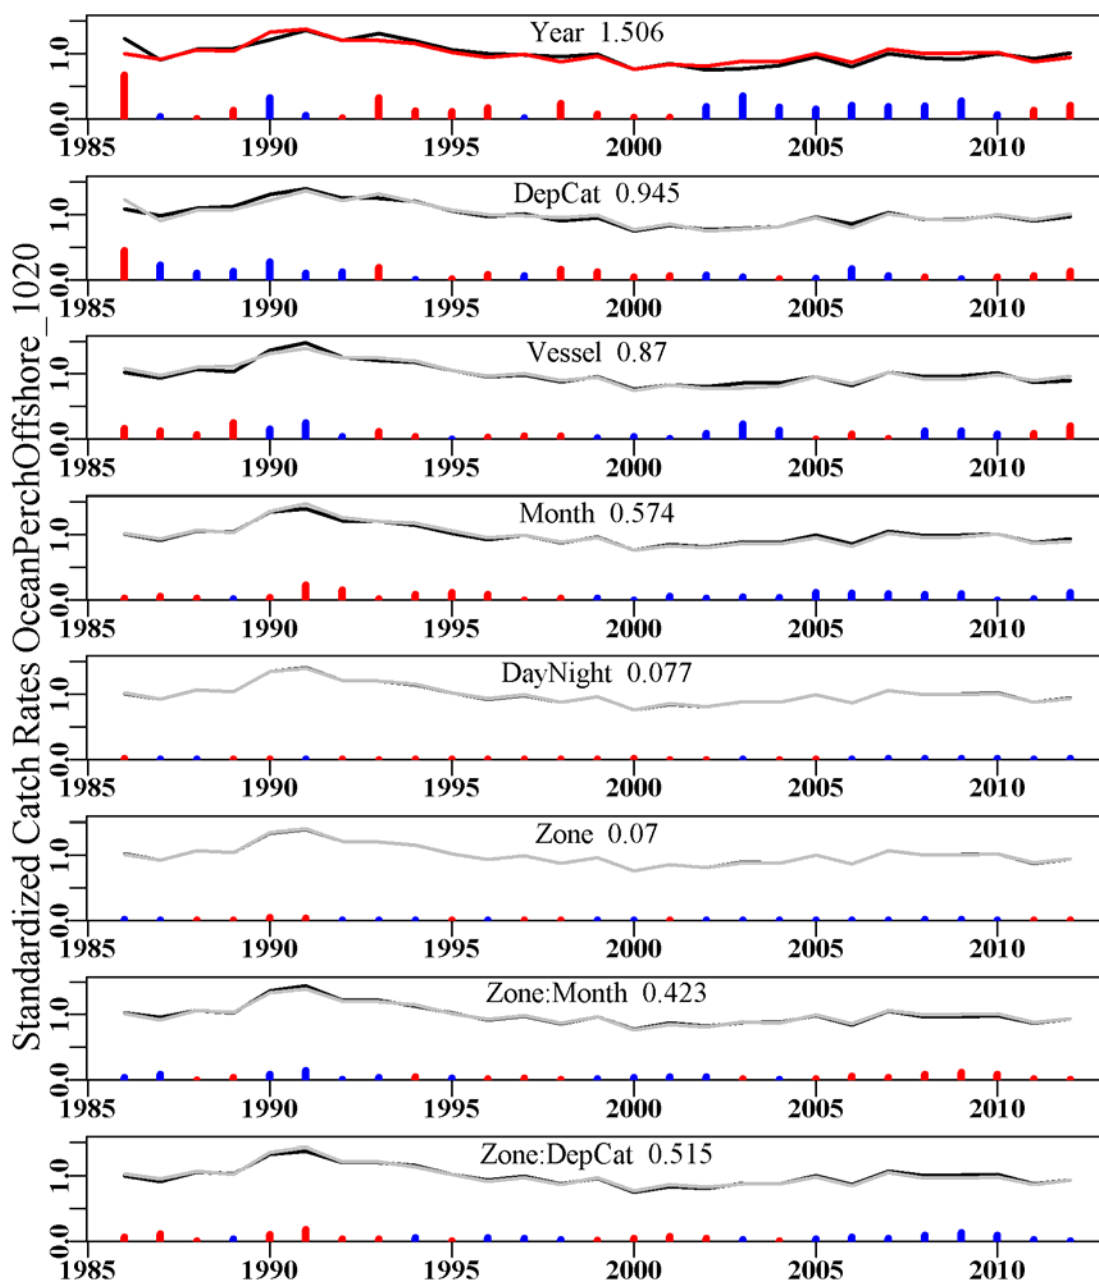 Standardized Catch Rates OceanPerchOffshore_1020
Year 1.506
0.0 1.0
1985 1990 1995 2000 2005 2010
DepCat 0.945
0.0 1.0
1985 1990 1995 2000 2005 2010
Vessel 0.87
0.0 1.0
1985 1990 1995 2000 2005 2010
Month 0.574
0.0 1.0
1985 1990 1995 2000 2005 2010
DayNight 0.077
0.0 1.0
1985 1990 1995 2000 2005 2010
Zone 0.07
0.0 1.0
1985 1990 1995 2000 2005 2010
Zone:Month 0.423
0.0 1.0
1985 1990 1995 2000 2005 2010
Zone:DepCat 0.515
0.0 1.0
1985 1990 1995 2000 2005 2010